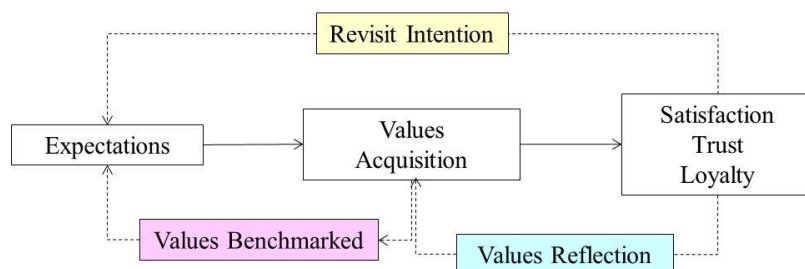 Revisit Intention
Expectations
Values
Acquisition
Satisfaction
Trust
Loyalty
Values Benchmarked
Values Reflection